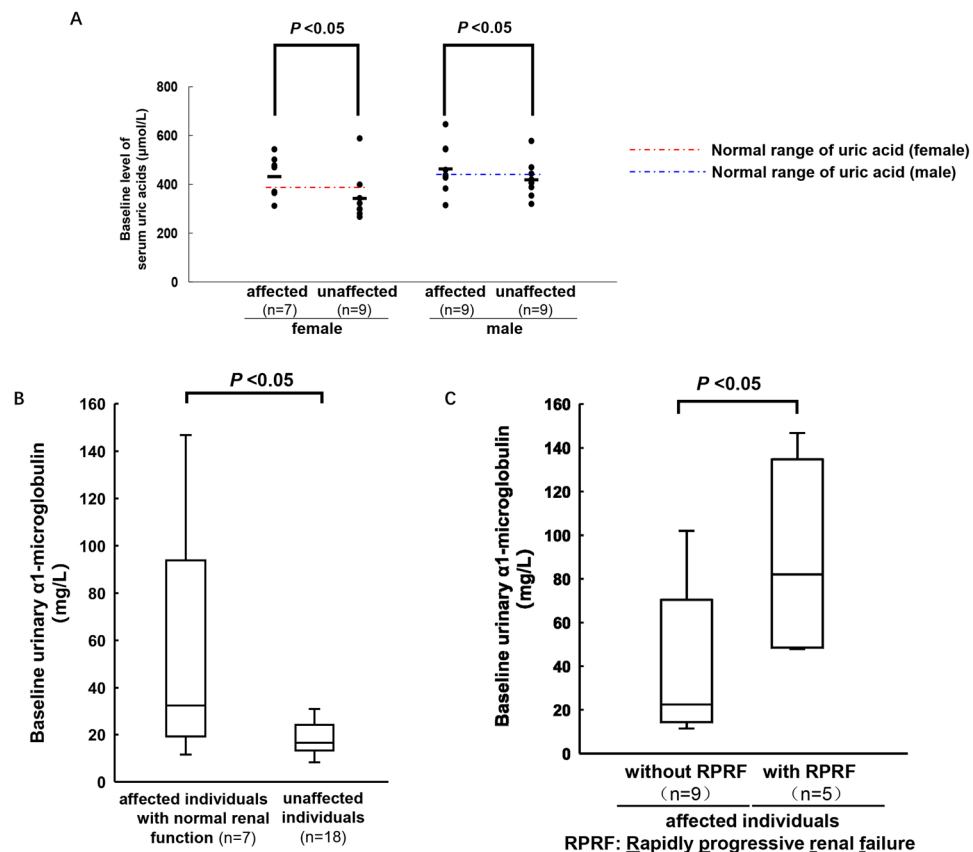 A
P <0.05
P <0.05
800
600
400
200
0
Baseline level of
serum uric acids (μmol/L)
Normal range of uric acid (female)
Normal range of uric acid (male)
affected unaffected affected unaffected
(n=7) (n=9) (n=9) (n=9)
female male
B
P <0.05
160
140
120
100
80
60
40
20
0
Baseline urinary α1-microglobulin
(mg/L)
affected individuals
with normal renal
function (n=7)
unaffected
individuals
(n=18)
C
P <0.05
160
140
120
100
80
60
40
20
0
Baseline urinary α1-microglobulin
(mg/L)
without RPRF with RPRF
（n=9） （n=5）
affected individuals
RPRF: Rapidly progressive renal failure